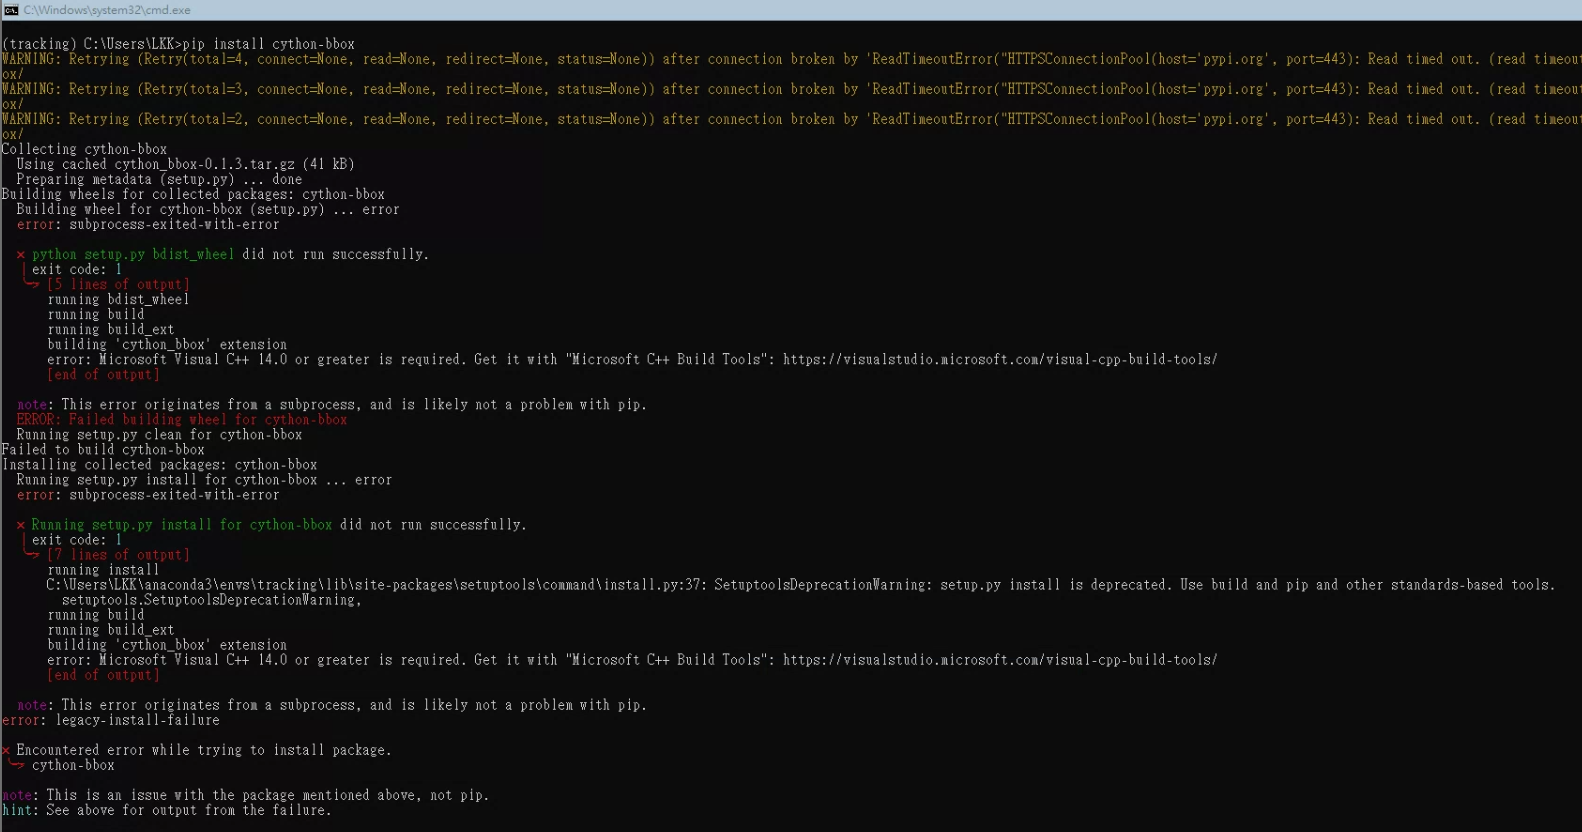 C:\Windows\system32\cmd.exe
(tracking) C:\Users\LKK>pip install cython-bbox
WARNING: Retrying (Retry(total=4, connect=None, read=None, redirect=None, status=None)) after connection broken by 'ReadTimeoutError("HTTPSConnectionPool(host='pypi.org', port=443): Read timed out. (read timeou
ox/
WARNING: Retrying (Retry(total=3, connect=None, read=None, redirect=None, status=None)) after connection broken by 'ReadTimeoutError("HTTPSConnectionPool(host='pypi.org', port=443): Read timed out. (read timeou
ox/
WARNING: Retrying (Retry(total=2, connect=None, read=None, redirect=None, status=None)) after connection broken by 'ReadTimeoutError("HTTPSConnectionPool(host='pypi.org', port=443): Read timed out. (read timeou
ox/
Collecting cython-bbox
Using cached cython_bbox-0.1.3.tar.gz (41 kB)
Preparing metadata (setup.py) ... done
Building wheels for collected packages: cython-bbox
Building wheel for cython-bbox (setup.py) ... error
error: subprocess-exited-with-error
× python setup.py bdist_wheel did not run successfully.
│ exit code: 1
╰─> [5 lines of output]
running bdist_wheel
running build
running build_ext
building 'cython_bbox' extension
error: Microsoft Visual C++ 14.0 or greater is required. Get it with "Microsoft C++ Build Tools": https://visualstudio.microsoft.com/visual-cpp-build-tools/
[end of output]
note: This error originates from a subprocess, and is likely not a problem with pip.
ERROR: Failed building wheel for cython-bbox
Running setup.py clean for cython-bbox
Failed to build cython-bbox
Installing collected packages: cython-bbox
Running setup.py install for cython-bbox ... error
error: subprocess-exited-with-error
× Running setup.py install for cython-bbox did not run successfully.
│ exit code: 1
╰─> [7 lines of output]
running install
C:\Users\LKK\anaconda3\envs\tracking\lib\site-packages\setuptools\command\install.py:37: SetuptoolsDeprecationWarning: setup.py install is deprecated. Use build and pip and other standards-based tools.
setuptools.SetuptoolsDeprecationWarning,
running build
running build_ext
building 'cython_bbox' extension
error: Microsoft Visual C++ 14.0 or greater is required. Get it with "Microsoft C++ Build Tools": https://visualstudio.microsoft.com/visual-cpp-build-tools/
[end of output]
note: This error originates from a subprocess, and is likely not a problem with pip.
error: legacy-install-failure
× Encountered error while trying to install package.
╰─> cython-bbox
note: This is an issue with the package mentioned above, not pip.
hint: See above for output from the failure.